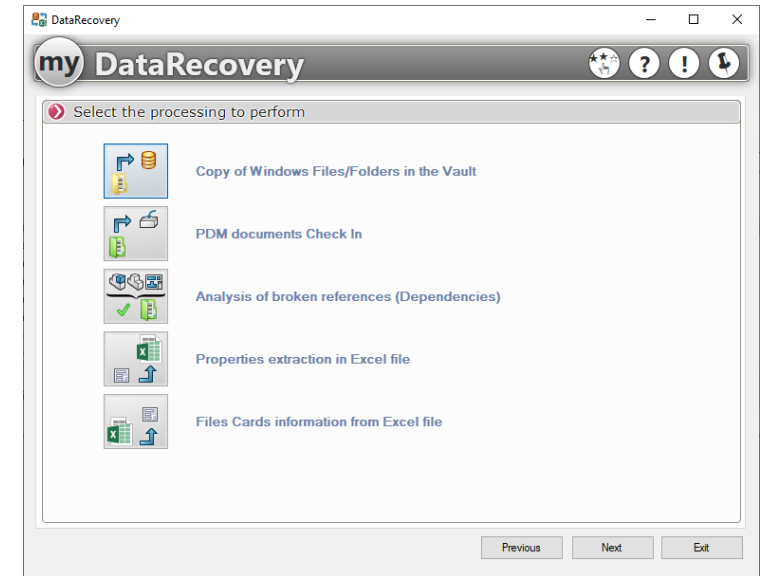 DataRecovery
my DataRecovery
? !
Select the processing to perform
Copy of Windows Files/Folders in the Vault
PDM documents Check In
Analysis of broken references (Dependencies)
Properties extraction in Excel file
Files Cards information from Excel file
Previous Next Exit